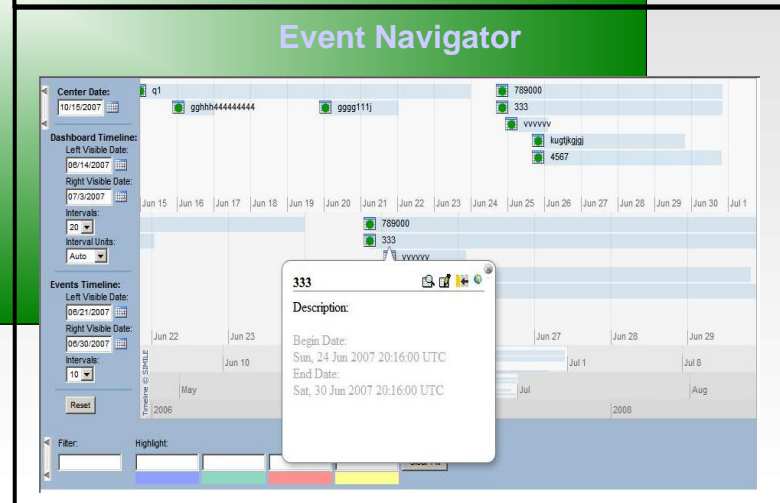 Event Navigator
Center Date:
10/15/2007
Dashboard Timeline:
Left Visible Date:
06/14/2007
Right Visible Date:
07/3/2007
Intervals:
20
Interval Units:
Auto
Events Timeline:
Left Visible Date:
06/21/2007
Right Visible Date:
06/30/2007
Intervals:
10
Reset
q1
789000
gghhh444444444
gggg111j
333
vvvvvv
kugfjkgjgj
4567
Jun 15 Jun 16 Jun 17 Jun 18 Jun 19 Jun 20 Jun 21 Jun 22 Jun 23 Jun 24 Jun 25 Jun 26 Jun 27 Jun 28 Jun 29 Jun 30 Jul 1
789000
333
vvvvvv
333
Description:
Begin Date:
Sun, 24 Jun 2007 20:16:00 UTC
End Date:
Sat, 30 Jun 2007 20:16:00 UTC
Jun 22 Jun 23 Jun 27 Jun 28 Jun 29
Jun 10 Jul 1 Jul 8
May Jul Aug
2006 2008
Timeline © SIMILE
Filter:
Highlight: